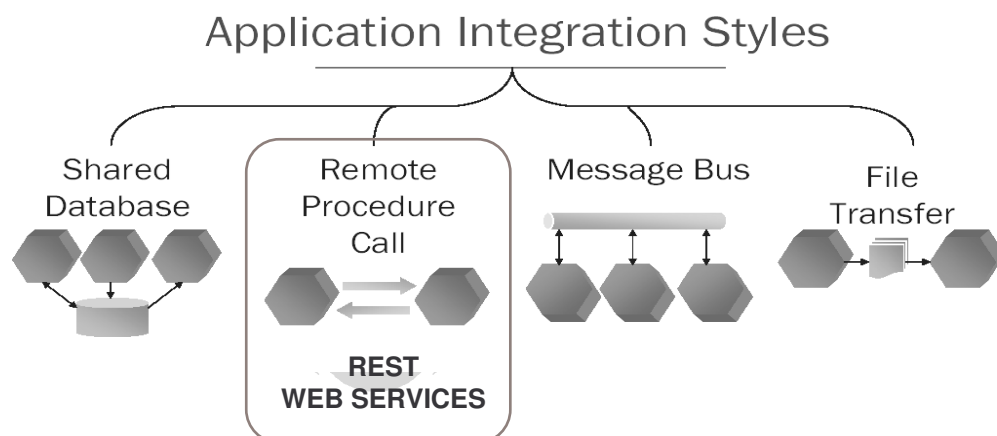 Application Integration Styles
Shared
Database
Remote
Procedure
Call
REST
WEB SERVICES
Message Bus
File
Transfer